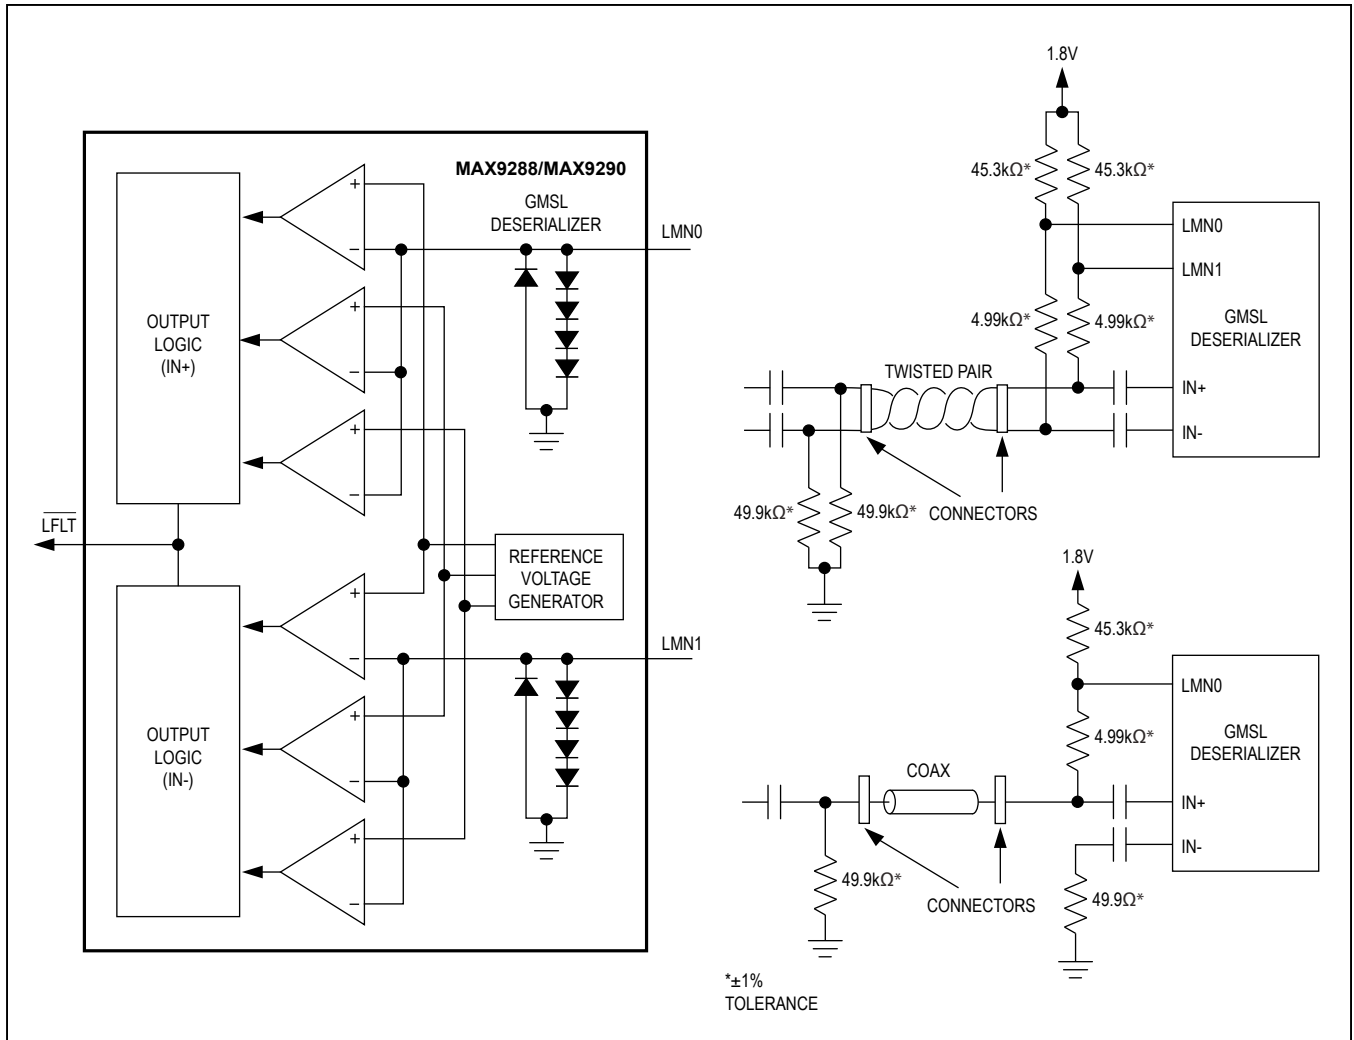 MAX9288/MAX9290
GMSL
DESERIALIZER
LMN0
+
−
+
−
+
−
OUTPUT
LOGIC
(IN+)
LFLT
REFERENCE
VOLTAGE
GENERATOR
LMN1
+
−
+
−
+
−
OUTPUT
LOGIC
(IN-)
1.8V
45.3kΩ*
45.3kΩ*
LMN0
LMN1
GMSL
DESERIALIZER
4.99kΩ*
4.99kΩ*
TWISTED PAIR
IN+
IN-
49.9kΩ*
49.9kΩ*
CONNECTORS
1.8V
45.3kΩ*
LMN0
4.99kΩ*
GMSL
DESERIALIZER
COAX
IN+
IN-
49.9kΩ*
CONNECTORS
49.9Ω*
*±1%
TOLERANCE